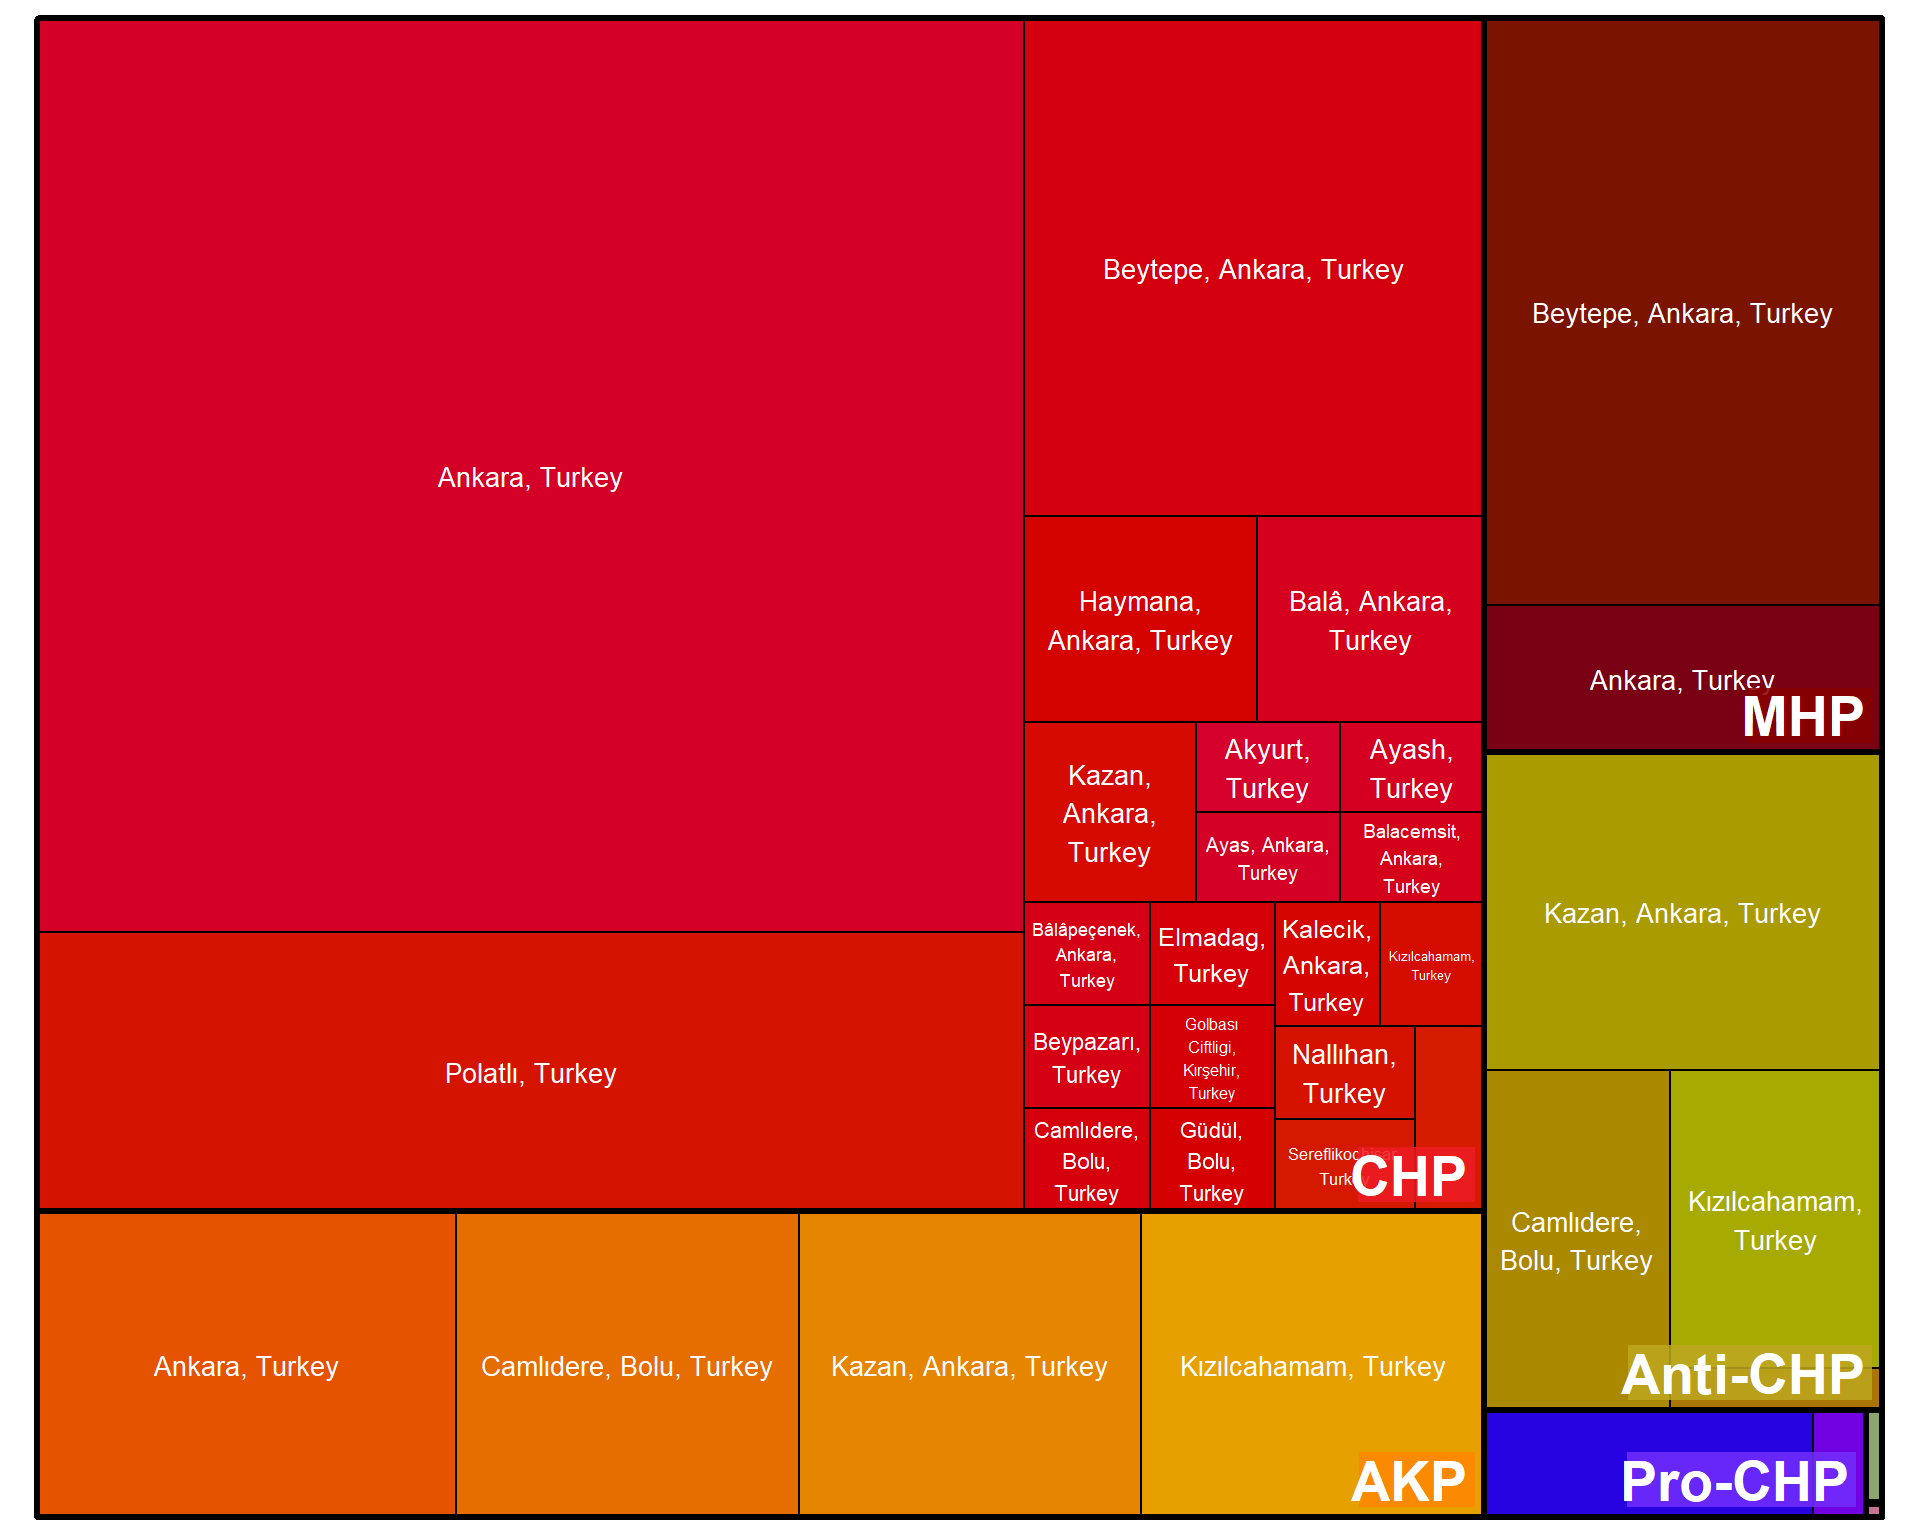 Ankara, Turkey
Polatlı, Turkey
Beytepe, Ankara, Turkey
Haymana,
Ankara, Turkey
Balâ, Ankara,
Turkey
Kazan,
Ankara,
Turkey
Akyurt,
Turkey
Ayash,
Turkey
Ayas, Ankara,
Turkey
Balacemsit,
Ankara,
Turkey
Bâlâpeçenek,
Ankara,
Turkey
Elmadag,
Turkey
Kalecik,
Ankara,
Turkey
Kızılcahamam,
Turkey
Beypazarı,
Turkey
Golbası
Ciftligi,
Kırşehir,
Turkey
Nallıhan,
Turkey
Camlıdere,
Bolu,
Turkey
Güdül,
Bolu,
Turkey
Sereflikochisar,
Turkey
CHP
Ankara, Turkey
Camlıdere, Bolu, Turkey
Kazan, Ankara, Turkey
Kızılcahamam, Turkey
AKP
Beytepe, Ankara, Turkey
Ankara, Turkey
MHP
Kazan, Ankara, Turkey
Camlıdere,
Bolu, Turkey
Kızılcahamam,
Turkey
Anti-CHP
Pro-CHP